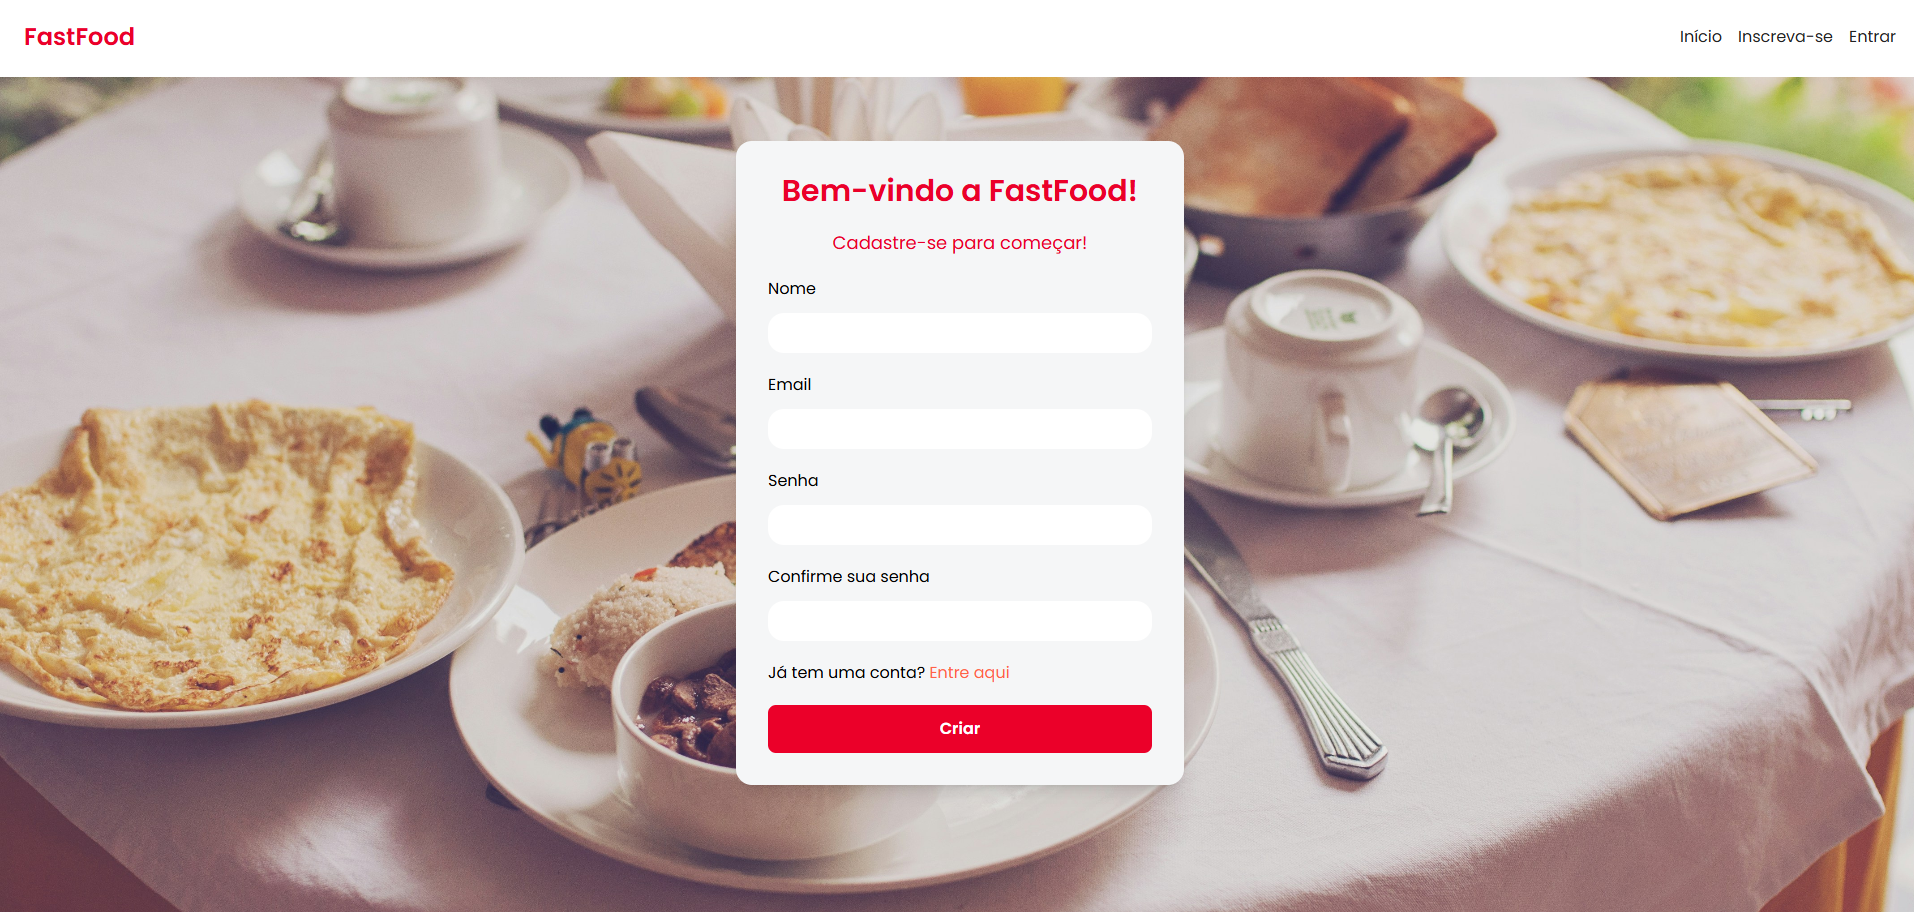 FastFood
Início Inscreva-se Entrar
Bem-vindo a FastFood!
Cadastre-se para começar!
Nome
Email
Senha
Confirme sua senha
Já tem uma conta? Entre aqui
Criar